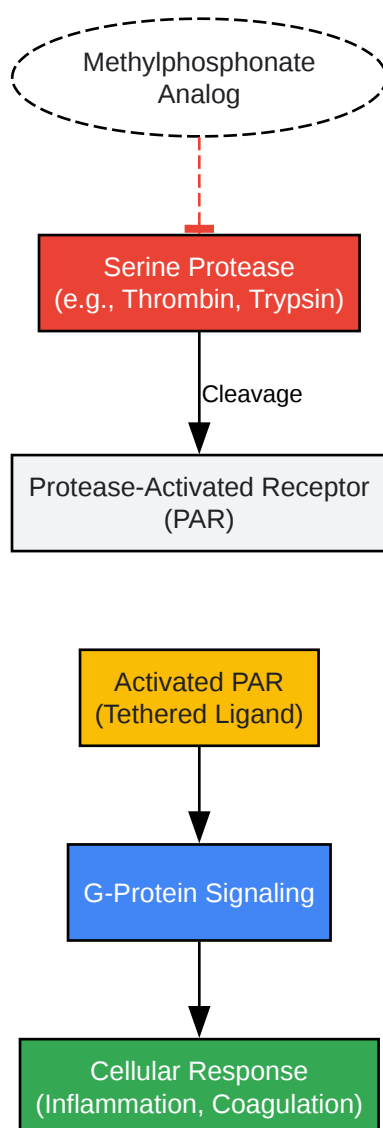 Methylphosphonate
Analog
Serine Protease
(e.g., Thrombin, Trypsin)
Cleavage
Protease-Activated Receptor
(PAR)
Activated PAR
(Tethered Ligand)
G-Protein Signaling
Cellular Response
(Inflammation, Coagulation)